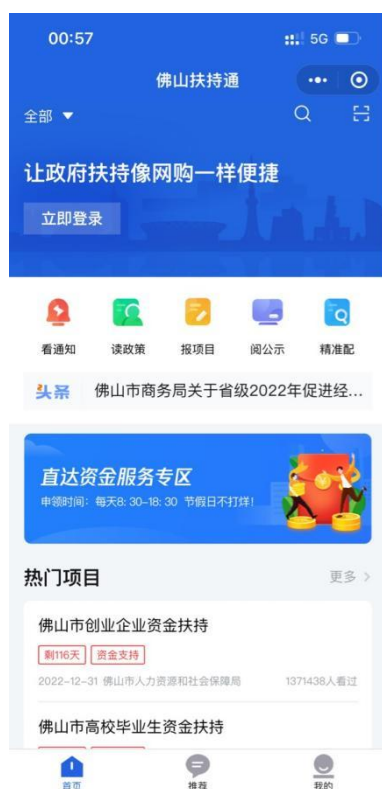 00:57
5G
佛山扶持通
全部
让政府扶持像网购一样便捷
立即登录
看通知 读政策 报项目 阅公示 精准配
头条 佛山市商务局关于省级2022年促进经...
直达资金服务专区
申领时间：每天8:30-18:30 节假日不打烊！
热门项目 更多 >
佛山市创业企业资金扶持
剩116天 资金支持
2022-12-31 佛山市人力资源和社会保障局 1371438人看过
佛山市高校毕业生资金扶持
首页 推荐 我的